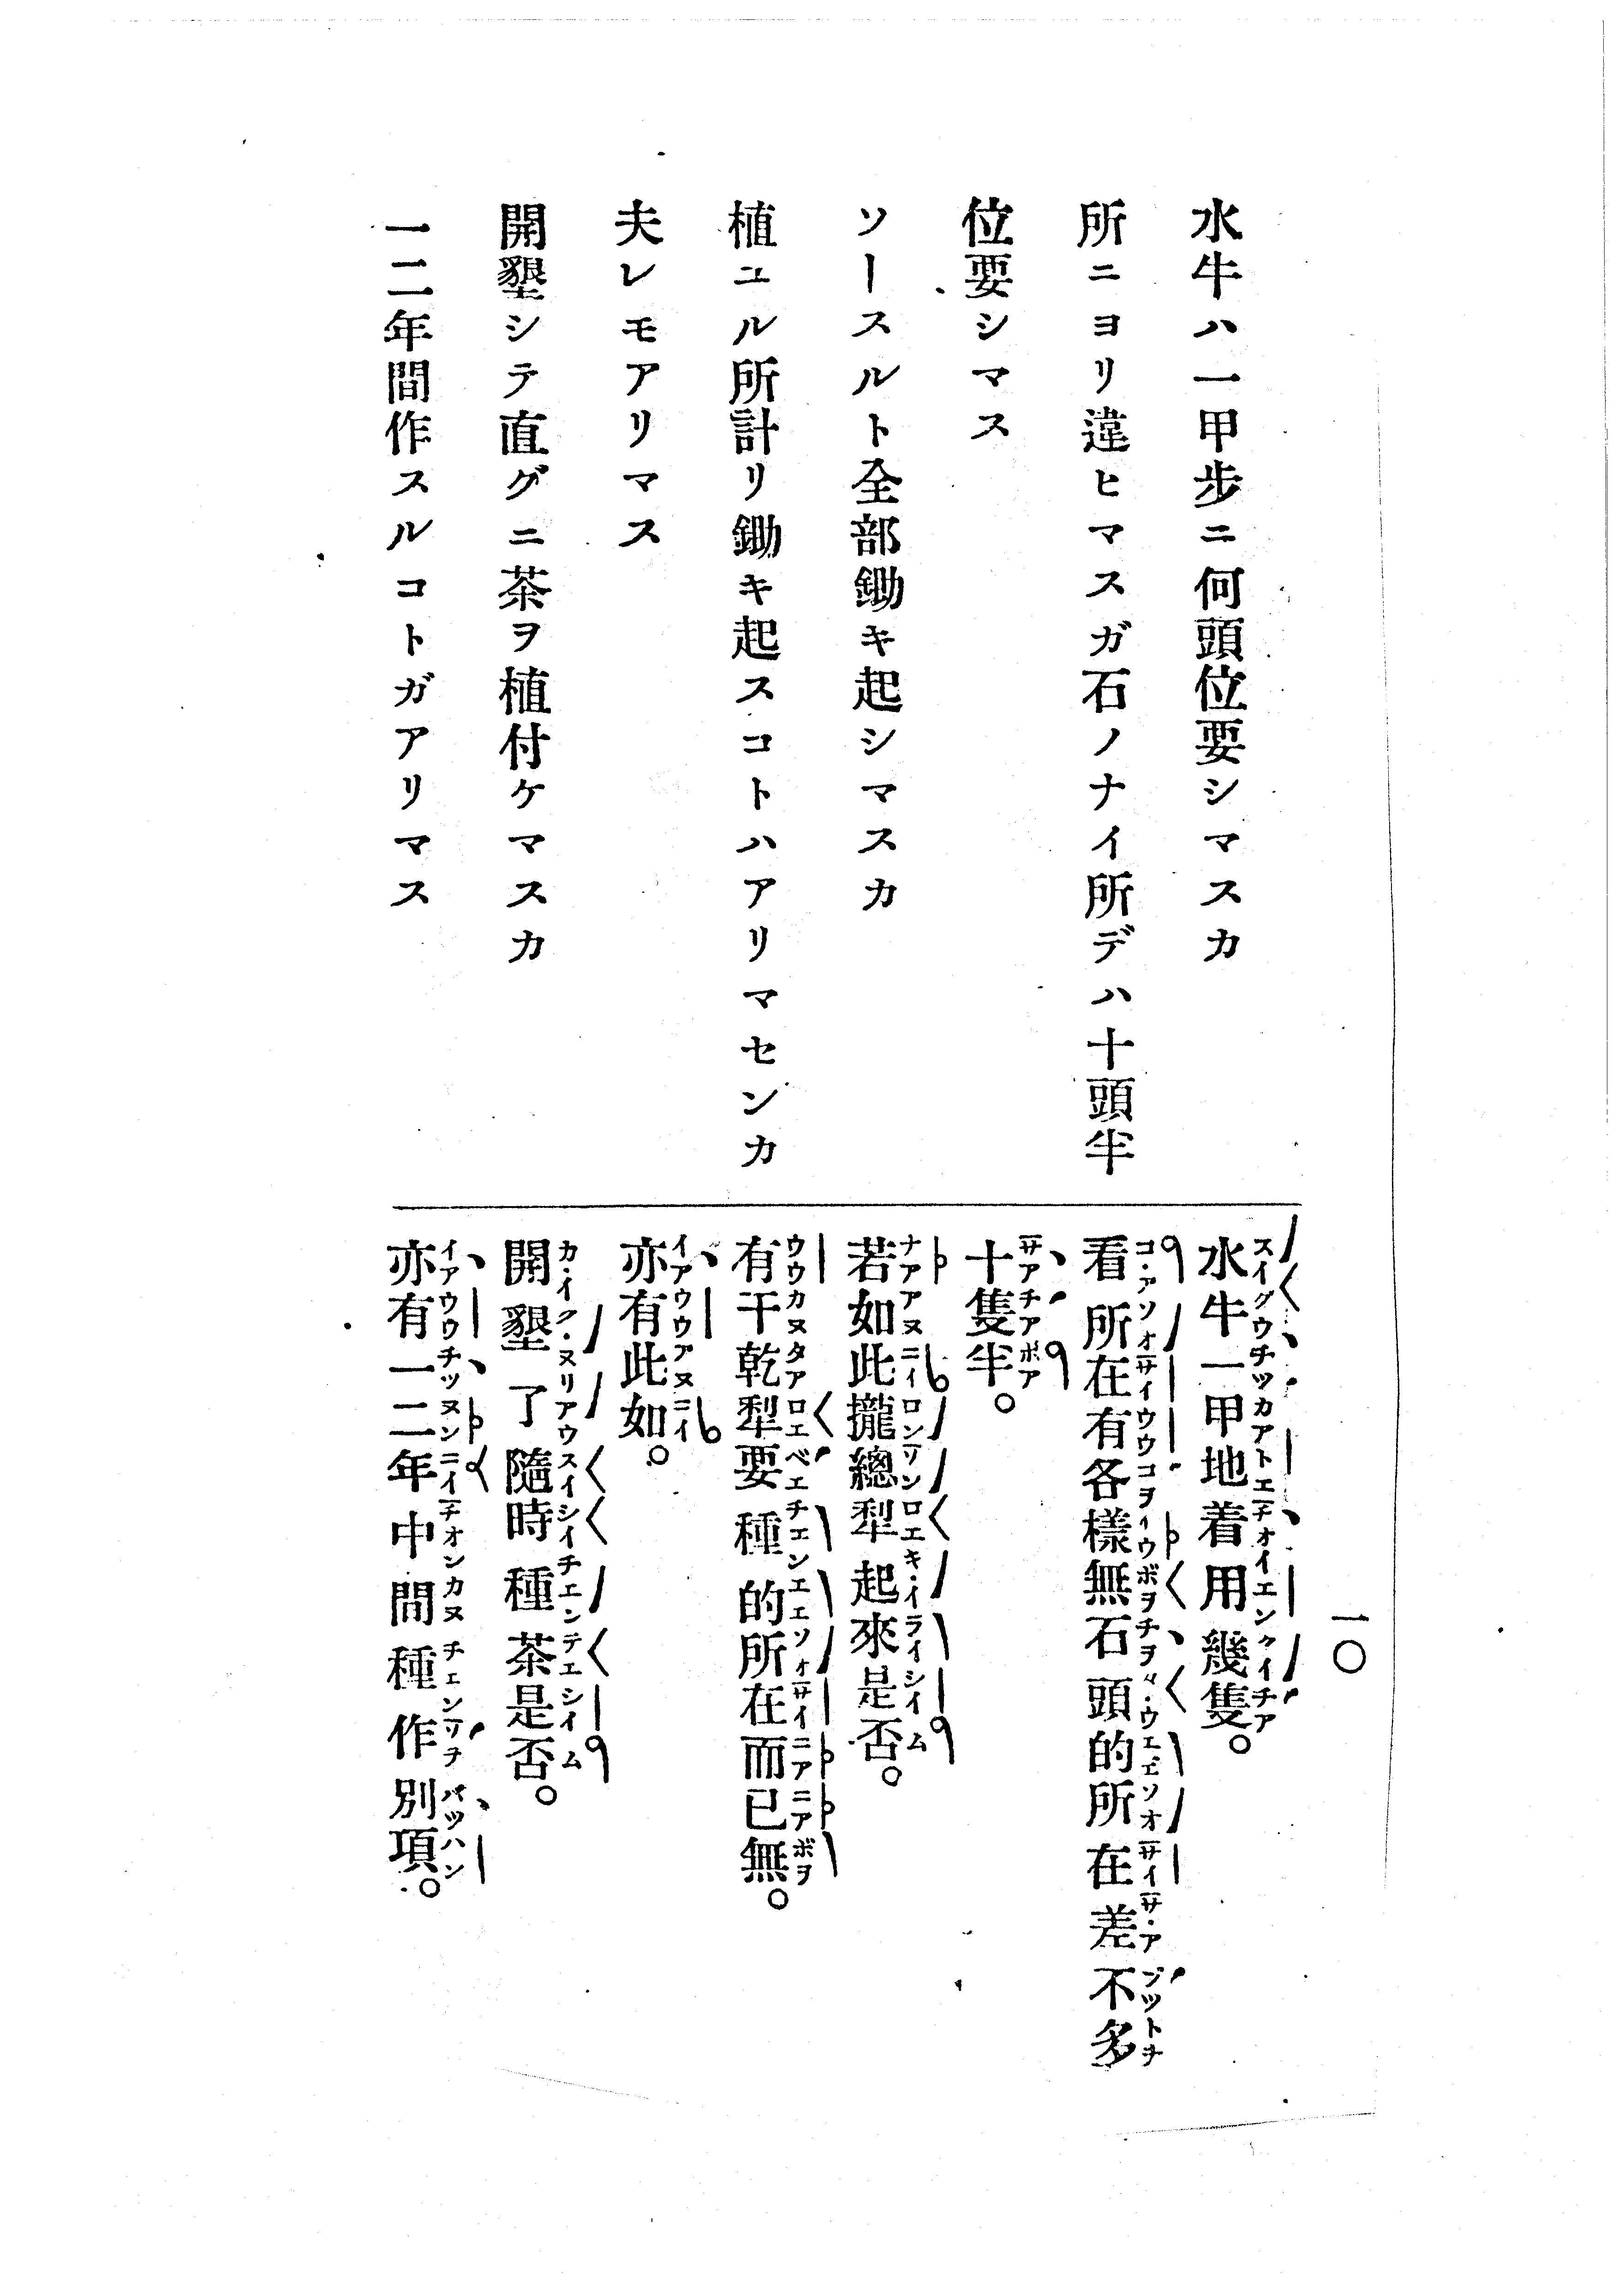 一〇
水牛ハ一甲步ニ何頭位要シマスカ
所ニヨリ違ヒマスガ石ノナイ所デハ十頭半
位要シマス
ソースルト全部鋤キ起シマスカ
植ユル所計リ鋤キ起スコトハアリマセンカ
夫レモアリマス
開墾シテ直グニ茶ヲ植付ケマスカ
一二年間作スルコトガアリマス
水牛一甲地着用幾隻。
看所在有各樣無石頭的所在差不多
十隻半。
若如此攏總犁起來是否。
有干乾犁要種的所在而已無。
亦有此如。
開墾了隨時種茶是否。
亦有一二年中間種作別項。